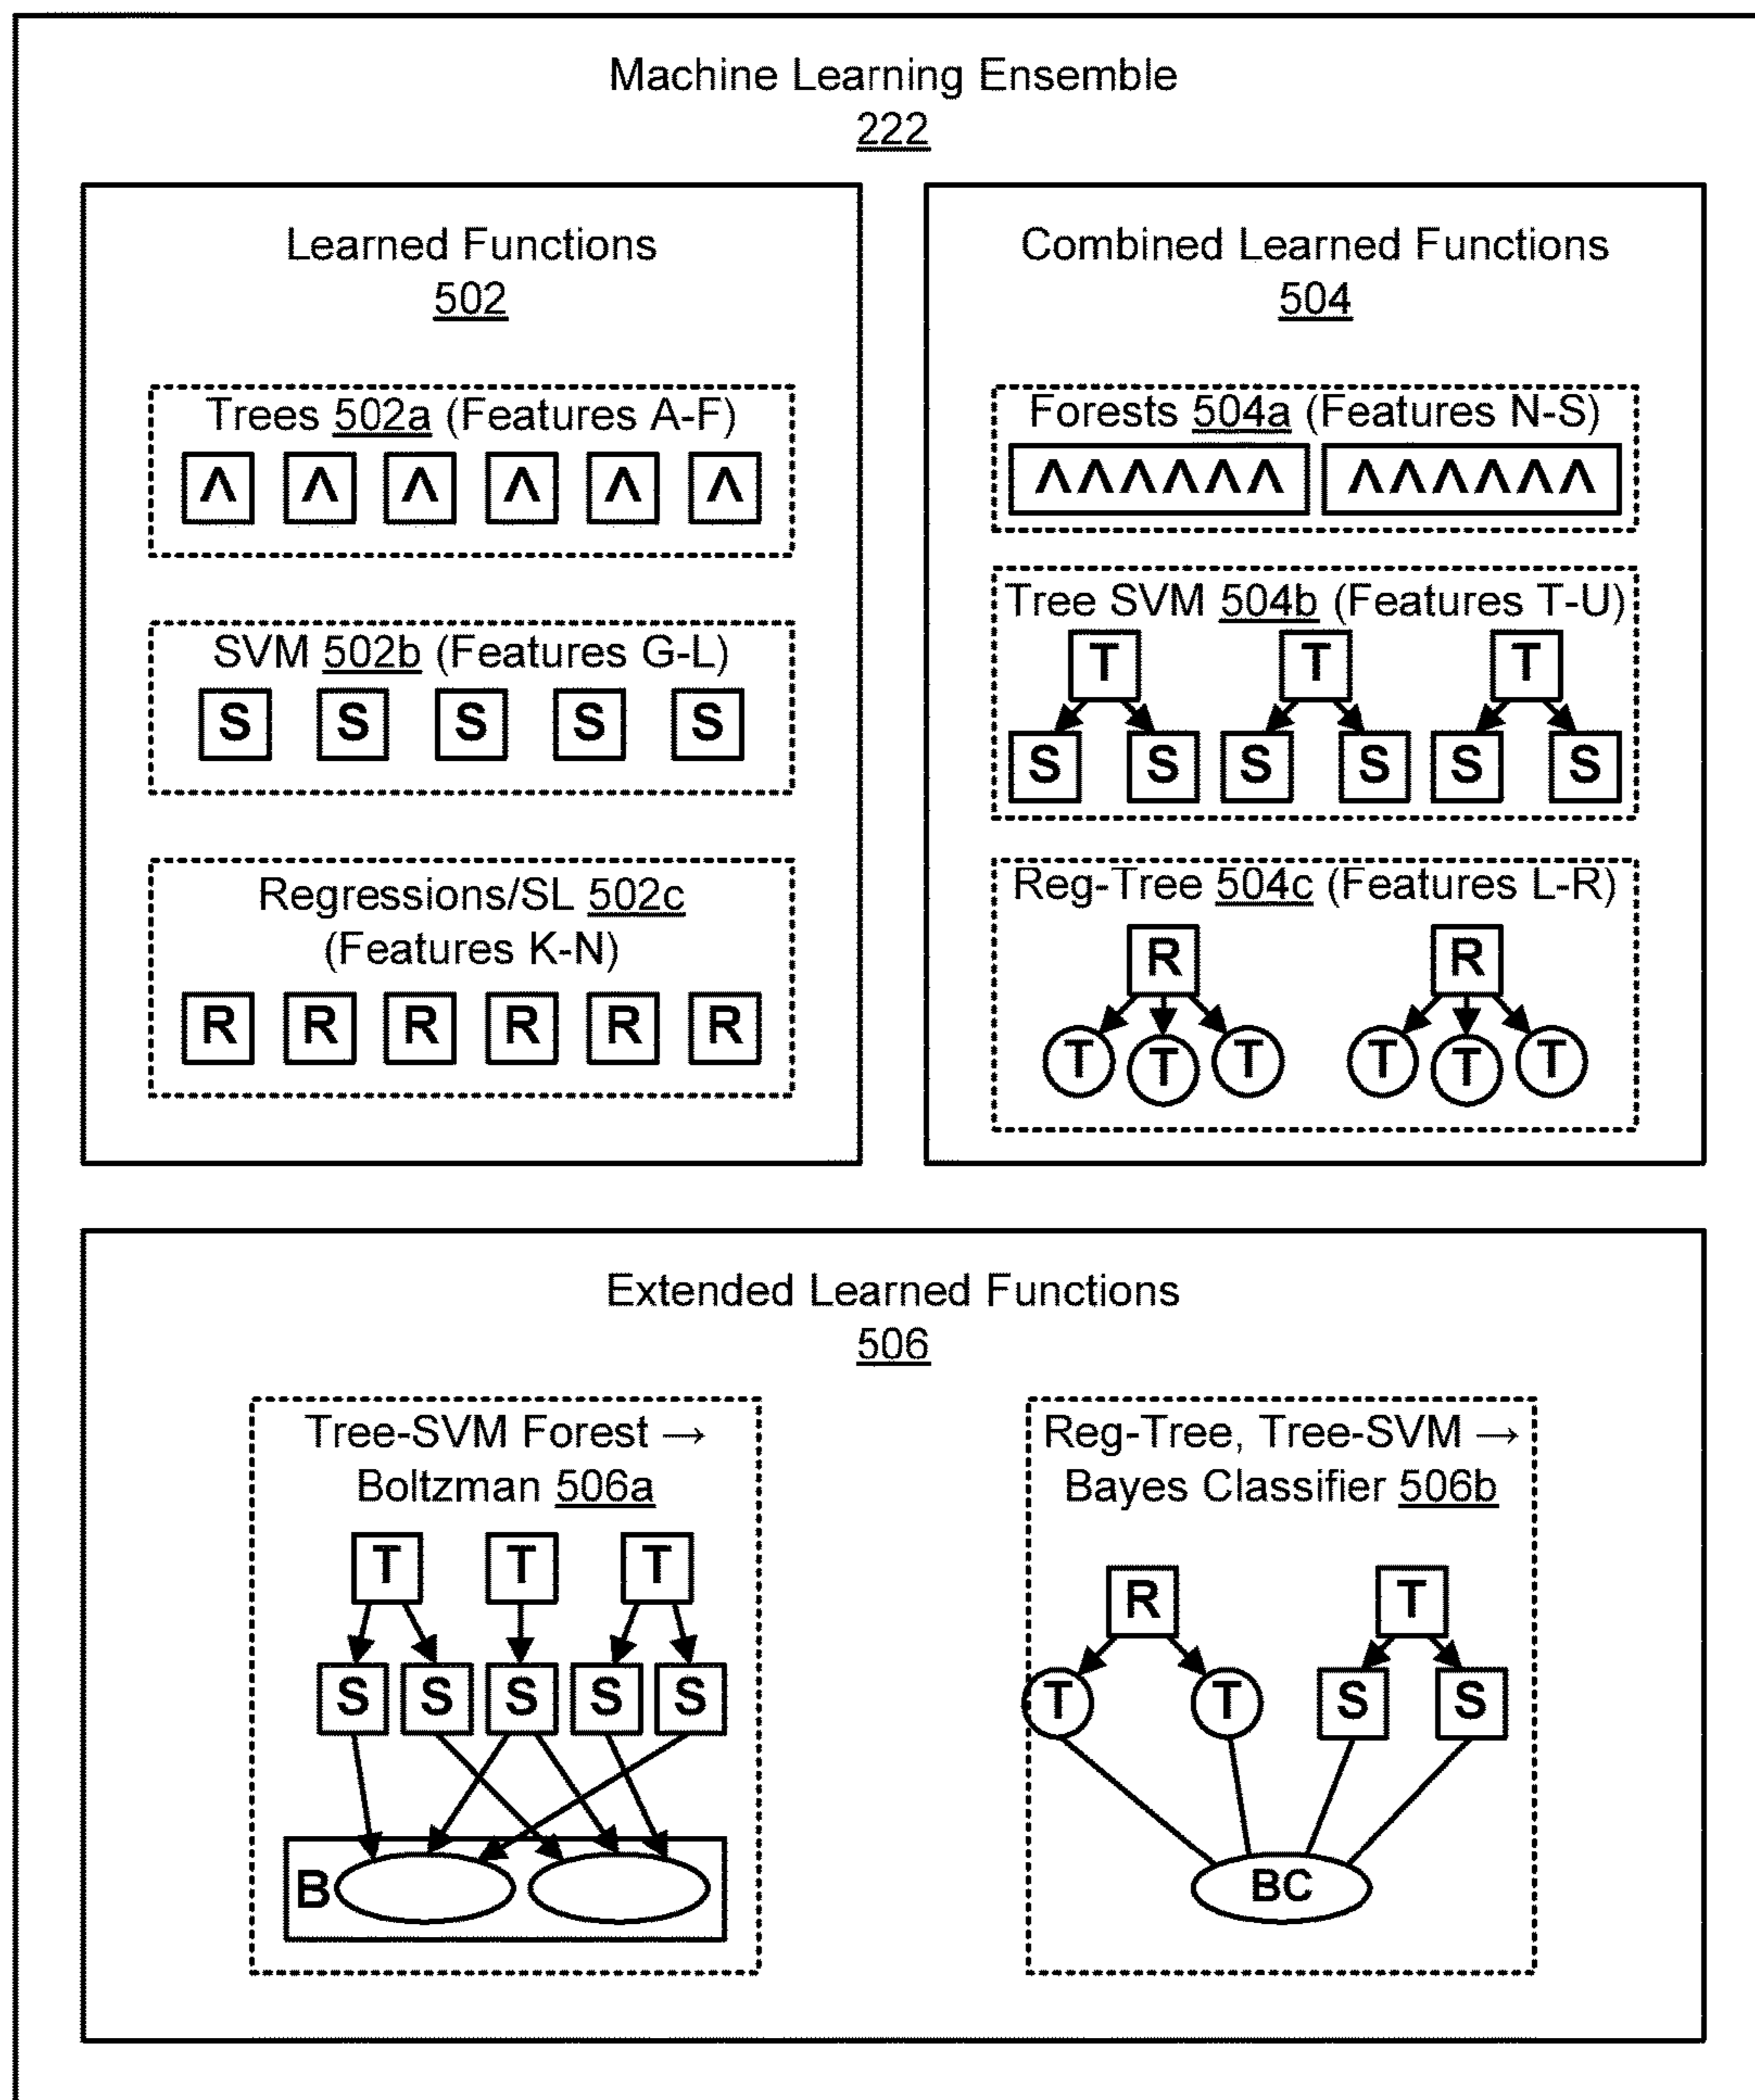 Machine Learning Ensemble
222
Learned Functions
502
Trees 502a (Features A-F)
Λ Λ Λ Λ Λ Λ
SVM 502b (Features G-L)
S S S S S
Regressions/SL 502c
(Features K-N)
R R R R R R
Combined Learned Functions
504
Forests 504a (Features N-S)
ΛΛΛΛΛΛ ΛΛΛΛΛΛ
Tree SVM 504b (Features T-U)
T T T
S S S S S S
Reg-Tree 504c (Features L-R)
R R
T T T T T T
Extended Learned Functions
506
Tree-SVM Forest →
Boltzman 506a
T T T
S S S S S
B
Reg-Tree, Tree-SVM →
Bayes Classifier 506b
R T
T T S S
BC